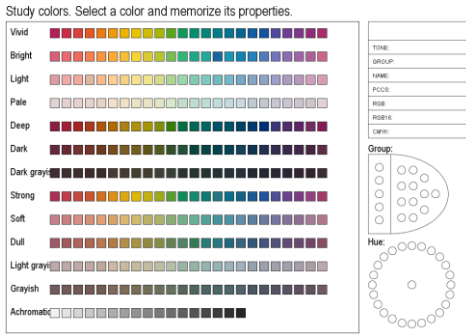 Study colors. Select a color and memorize its properties.
Vivid
Bright
Light
Pale
Deep
Dark
Dark grayis
Strong
Soft
Dull
Light grayi
Grayish
Achromatic
TONE:
GROUP:
NAME:
PCCS:
RGB:
RGB16:
CMYK:
Group:
Hue: